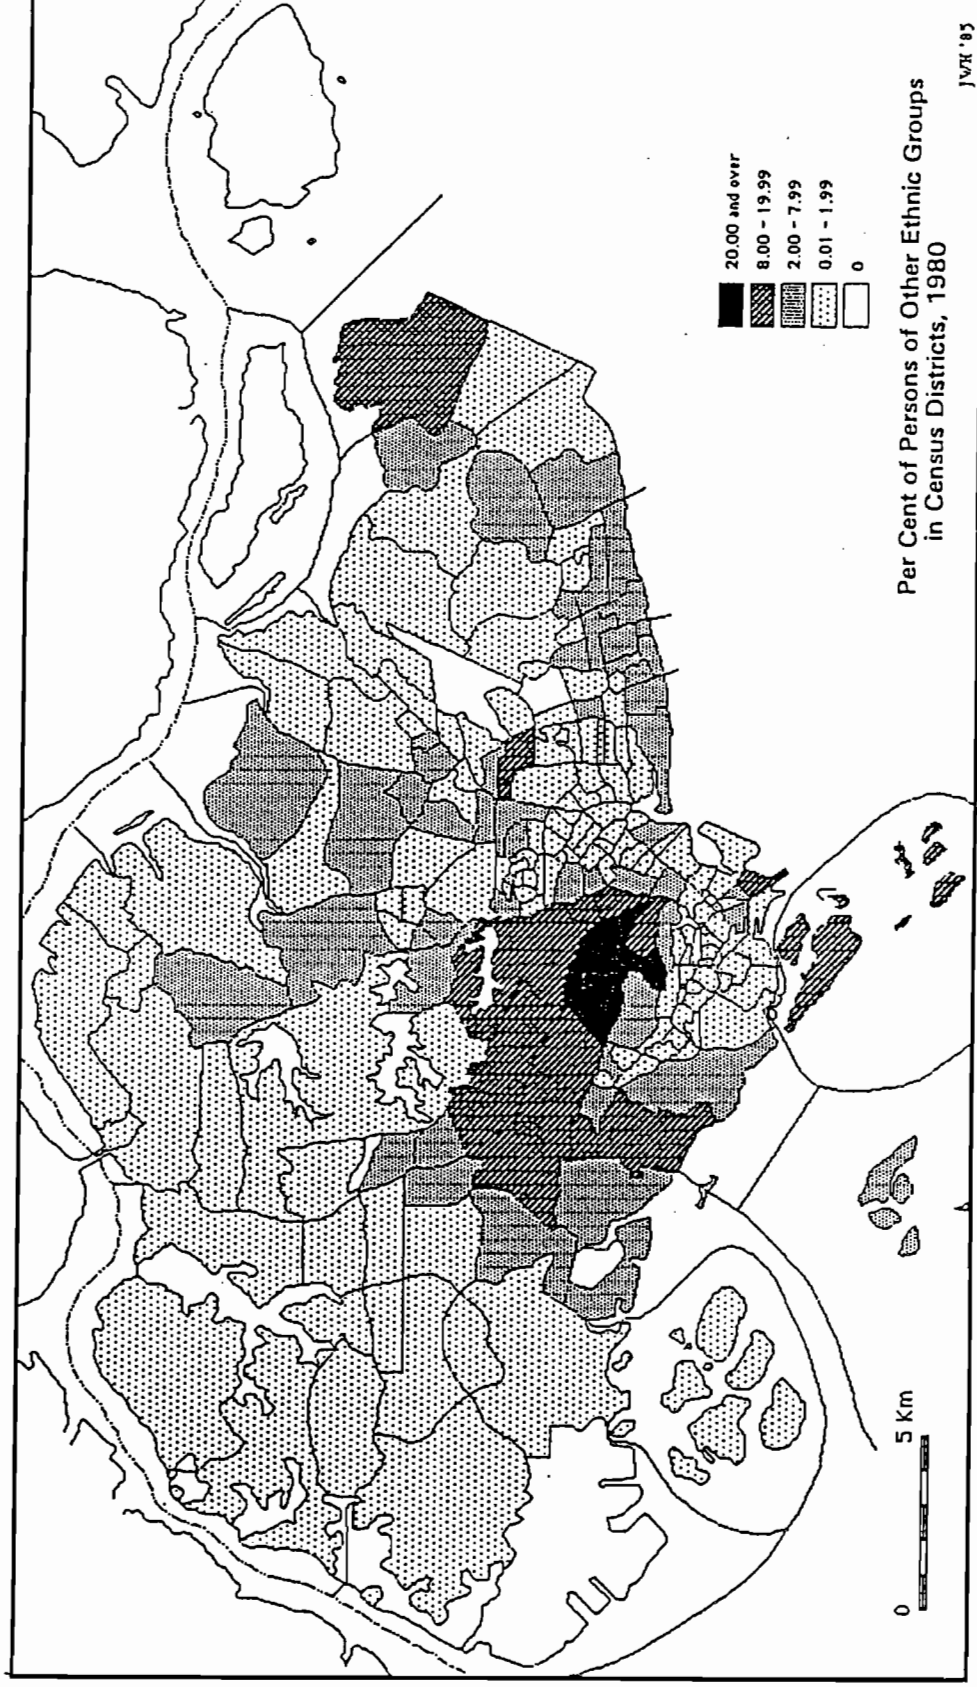 20.00 and over
8.00 - 19.99
2.00 - 7.99
0.01 - 1.99
0
0 5 Km
Per Cent of Persons of Other Ethnic Groups
in Census Districts, 1980
JWH '85